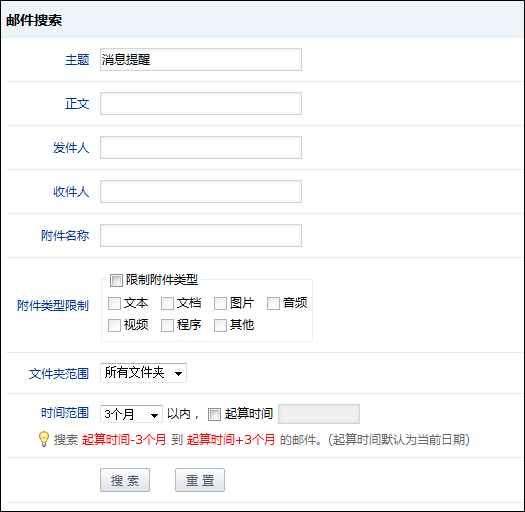 邮件搜索
主题 消息提醒
正文
发件人
收件人
附件名称
限制附件类型
附件类型限制 文本 文档 图片 音频
视频 程序 其他
文件夹范围 所有文件夹
时间范围 3个月 以内， 起算时间
搜索 起算时间-3个月 到 起算时间+3个月 的邮件。(起算时间默认为当前日期)
搜 索 重 置